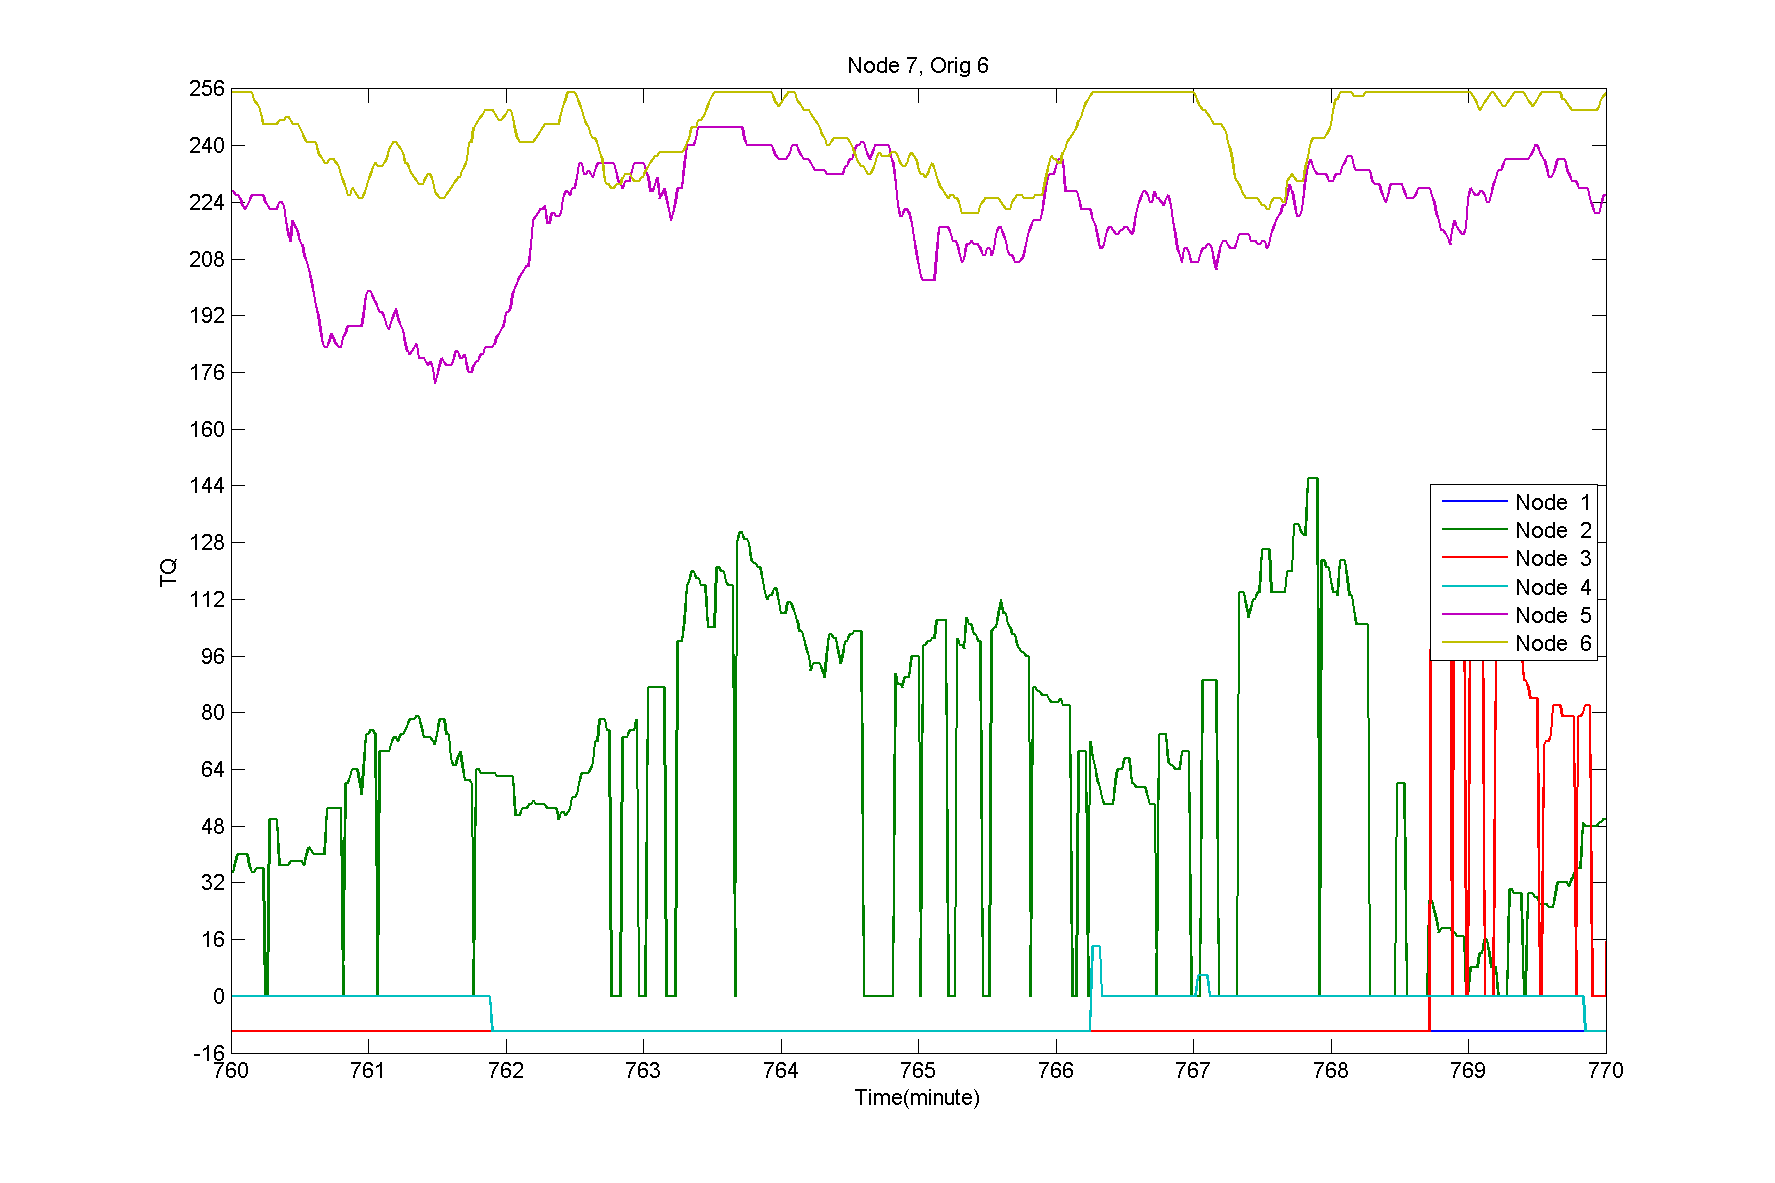 Node 7, Orig 6
256
240
224
208
192
176
160
144
128
112
96
80
64
48
32
16
0
-16
TQ
Node 1
Node 2
Node 3
Node 4
Node 5
Node 6
760 761 762 763 764 765 766 767 768 769 770
Time(minute)